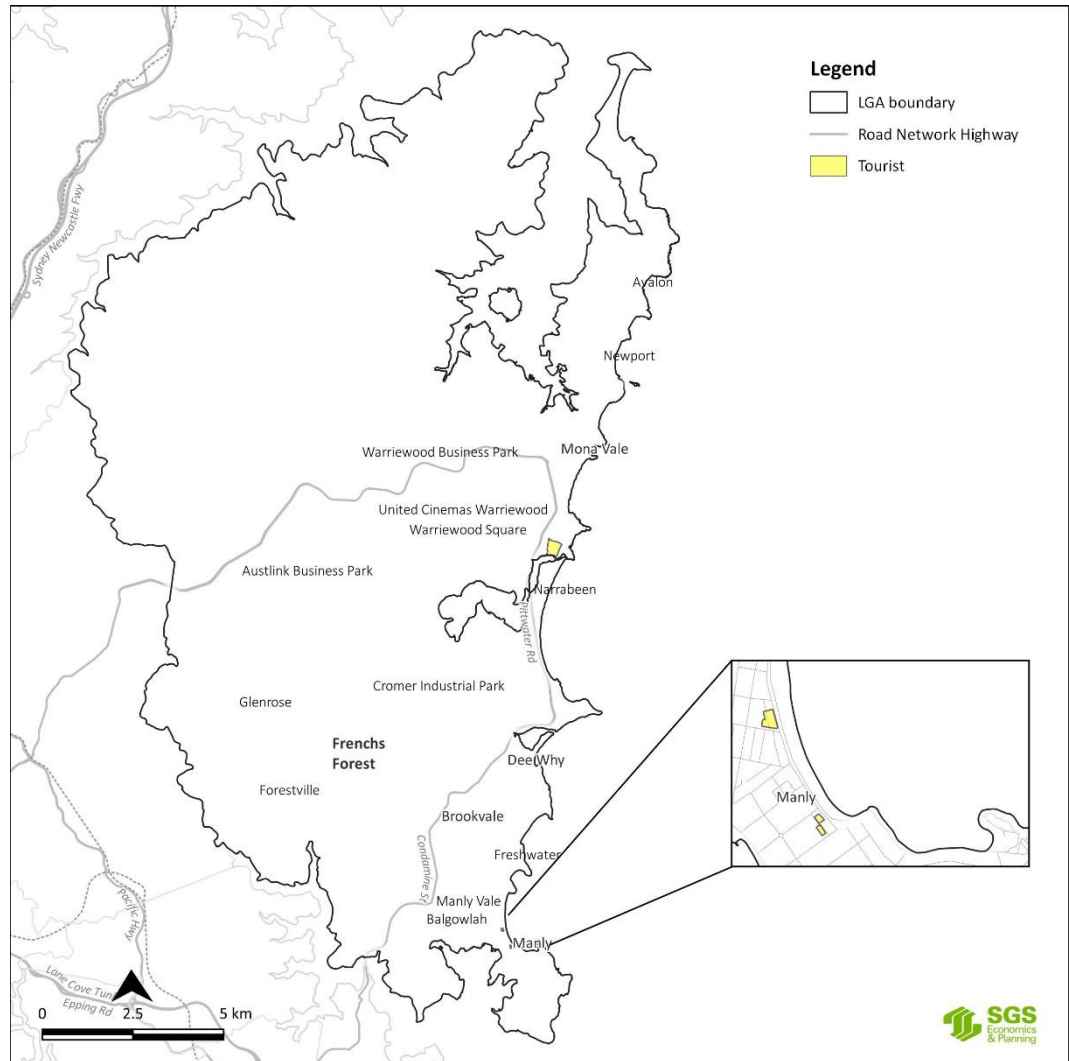 Legend
LGA boundary
Road Network Highway
Tourist
Sydney Newcastle Fwy
Avalon
Newport
Mona Vale
Warriewood Business Park
United Cinemas Warriewood
Warriewood Square
Austlink Business Park
Narrabeen
Pittwater Rd
Cromer Industrial Park
Glenrose
Frenchs
Forest
Dee Why
Forestville
Brookvale
Manly
Freshwater
Condamine St
Manly Vale
Balgowlah
Pacific Hwy
Manly
Lane Cove Tun
Epping Rd
0 2.5 5 km
SGS
Economics
& Planning